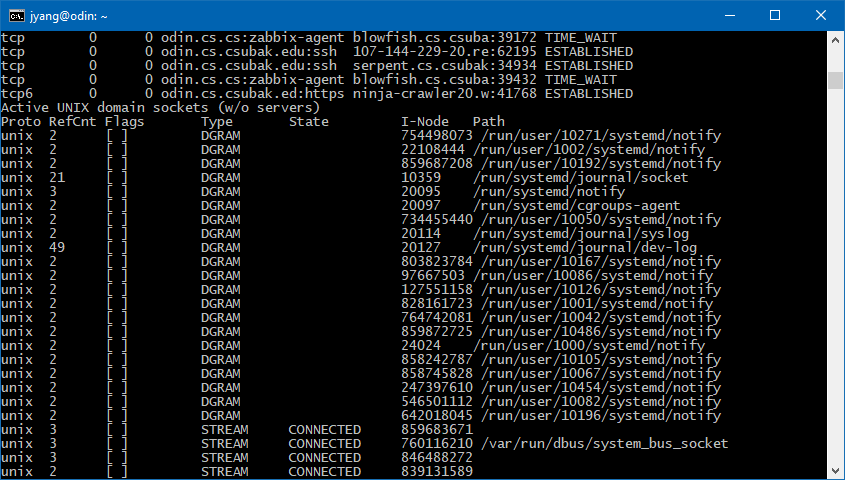 jyang@odin: ~
tcp 0 0 odin.cs.cs:zabbix-agent blowfish.cs.csuba:39172 TIME_WAIT
tcp 0 0 odin.cs.csubak.edu:ssh 107-144-229-20.re:62195 ESTABLISHED
tcp 0 0 odin.cs.csubak.edu:ssh serpent.cs.csubak:34934 ESTABLISHED
tcp 0 0 odin.cs.cs:zabbix-agent blowfish.cs.csuba:39432 TIME_WAIT
tcp6 0 0 odin.cs.csubak.ed:https ninja-crawler20.w:41768 ESTABLISHED
Active UNIX domain sockets (w/o servers)
Proto RefCnt Flags Type State I-Node Path
unix 2 [ ] DGRAM 754498073 /run/user/10271/systemd/notify
unix 2 [ ] DGRAM 22108444 /run/user/1002/systemd/notify
unix 2 [ ] DGRAM 859687208 /run/user/10192/systemd/notify
unix 21 [ ] DGRAM 10359 /run/systemd/journal/socket
unix 3 [ ] DGRAM 20095 /run/systemd/notify
unix 2 [ ] DGRAM 20097 /run/systemd/cgroups-agent
unix 2 [ ] DGRAM 734455440 /run/user/10050/systemd/notify
unix 2 [ ] DGRAM 20114 /run/systemd/journal/syslog
unix 49 [ ] DGRAM 20127 /run/systemd/journal/dev-log
unix 2 [ ] DGRAM 803823784 /run/user/10167/systemd/notify
unix 2 [ ] DGRAM 97667503 /run/user/10086/systemd/notify
unix 2 [ ] DGRAM 127551158 /run/user/10126/systemd/notify
unix 2 [ ] DGRAM 828161723 /run/user/1001/systemd/notify
unix 2 [ ] DGRAM 764742081 /run/user/10042/systemd/notify
unix 2 [ ] DGRAM 859872725 /run/user/10486/systemd/notify
unix 2 [ ] DGRAM 24024 /run/user/1000/systemd/notify
unix 2 [ ] DGRAM 858242787 /run/user/10105/systemd/notify
unix 2 [ ] DGRAM 858745828 /run/user/10067/systemd/notify
unix 2 [ ] DGRAM 247397610 /run/user/10454/systemd/notify
unix 2 [ ] DGRAM 546501112 /run/user/10082/systemd/notify
unix 2 [ ] DGRAM 642018045 /run/user/10196/systemd/notify
unix 3 [ ] STREAM CONNECTED 859683671
unix 3 [ ] STREAM CONNECTED 760116210 /var/run/dbus/system_bus_socket
unix 3 [ ] STREAM CONNECTED 846488272
unix 2 [ ] STREAM CONNECTED 839131589